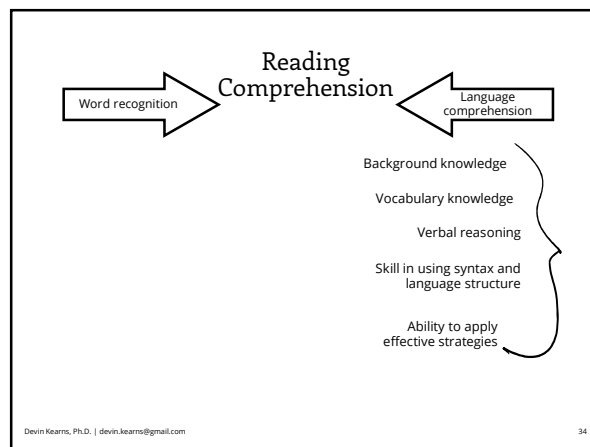 Reading
Comprehension
Word recognition
Language
comprehension
Background knowledge
Vocabulary knowledge
Verbal reasoning
Skill in using syntax and
language structure
Ability to apply
effective strategies
Devin Kearns, Ph.D. | devin.kearns@gmail.com
34